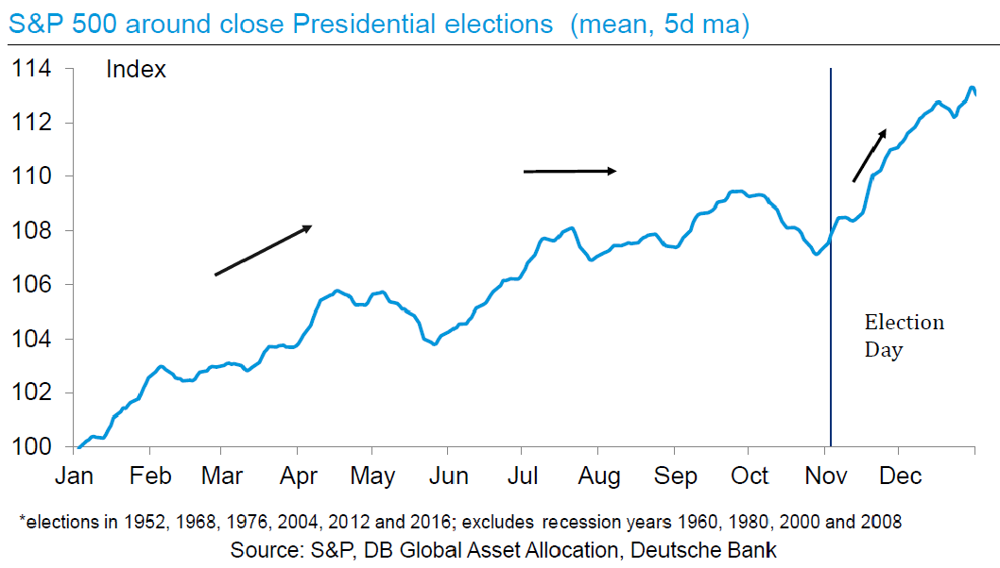 S&P 500 around close Presidential elections (mean, 5d ma)
114 Index
112
110
108
106
104
102
100
Election
Day
Jan Feb Mar Apr May Jun Jul Aug Sep Oct Nov Dec
*elections in 1952, 1968, 1976, 2004, 2012 and 2016; excludes recession years 1960, 1980, 2000 and 2008
Source: S&P, DB Global Asset Allocation, Deutsche Bank